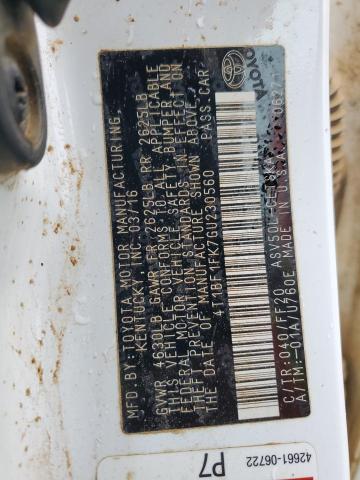 MFD. BY: TOYOTA MOTOR MANUFACTURING,
KENTUCKY, INC. 03/16
GVWR 4630LB GAWR FR 2625LB RR 2625LB
THIS VEHICLE CONFORMS TO ALL APPLICABLE
FEDERAL MOTOR VEHICLE SAFETY, BUMPER AND
THEFT PREVENTION STANDARDS IN EFFECT ON
THE DATE OF MANUFACTURE SHOWN ABOVE.
4T1BF1FK7GU250560 PASS.CAR
C/TR:040/FF20
A/TM:-01A/U760E MADE IN U.S.A.
TOYOTA
42661-06722
P7